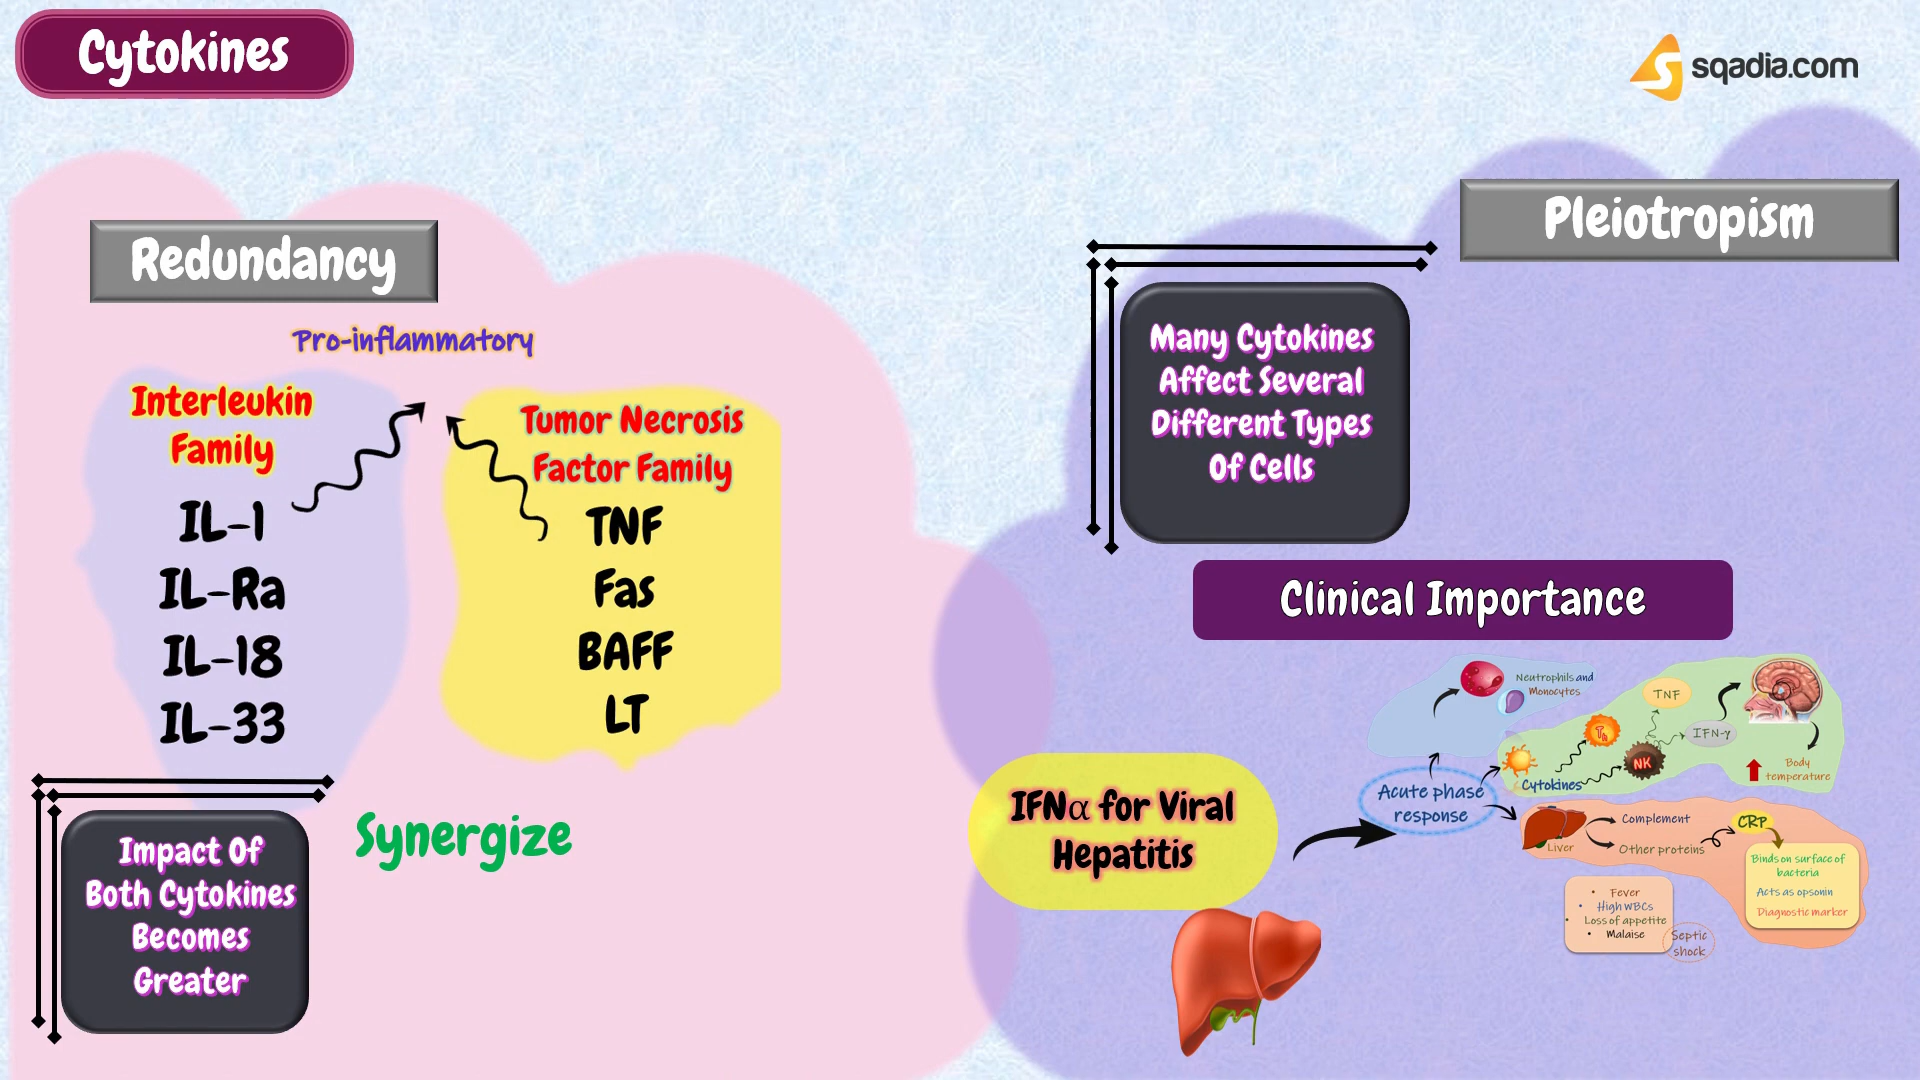 Cytokines
sqadia.com
Redundancy
Pro-inflammatory
Interleukin
Family
IL-1
IL-Ra
IL-18
IL-33
Tumor Necrosis
Factor Family
TNF
Fas
BAFF
LT
Impact Of
Both Cytokines
Becomes
Greater
Synergize
Pleiotropism
Many Cytokines
Affect Several
Different Types
Of Cells
Clinical Importance
IFNα for Viral
Hepatitis
Acute phase
response
Neutrophils and
Monocytes
Cytokines
Th
NK
TNF
IFN-γ
Body
temperature
Liver
Complement
Other proteins
CRP
Binds on surface of
bacteria
Acts as opsonin
Diagnostic marker
• Fever
• High WBCs
• Loss of appetite
• Malaise
Septic
shock